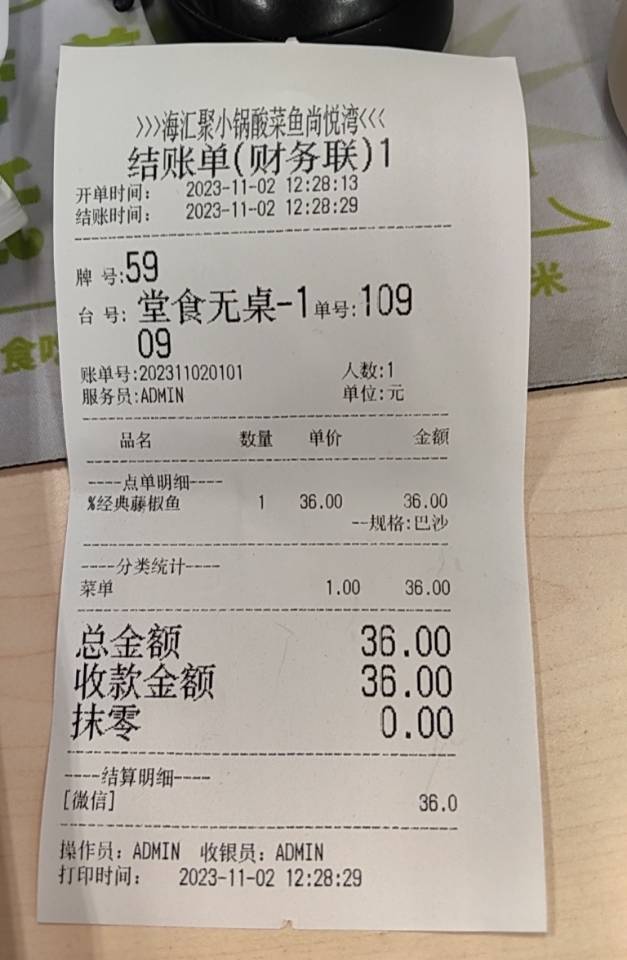 >>>海汇聚小锅酸菜鱼尚悦湾<<<
结账单(财务联)1
开单时间: 2023-11-02 12:28:13
结账时间: 2023-11-02 12:28:29
牌 号:59
台 号: 堂食无桌-1 单号:109
09
账单号:202311020101 人数:1
服务员:ADMIN 单位:元
品名 数量 单价 金额
----点单明细----
%经典藤椒鱼 1 36.00 36.00
--规格:巴沙
----分类统计----
菜单 1.00 36.00
总金额 36.00
收款金额 36.00
抹零 0.00
----结算明细----
[微信] 36.0
操作员: ADMIN 收银员: ADMIN
打印时间: 2023-11-02 12:28:29
米
食